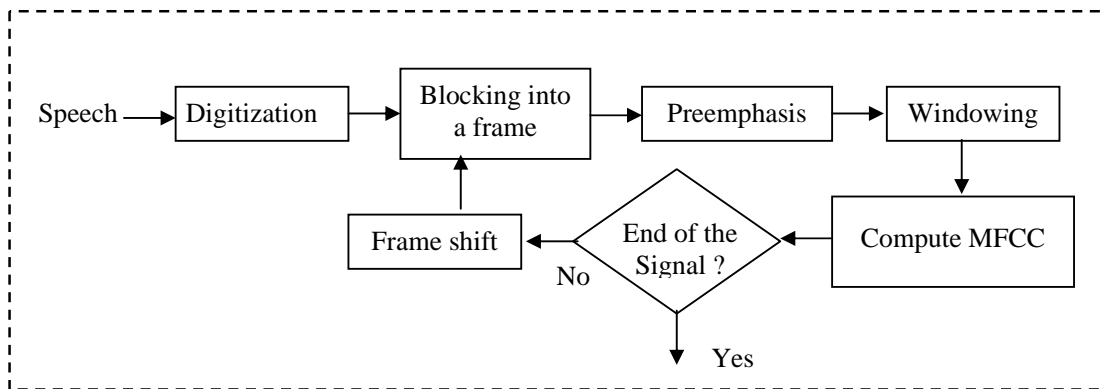 Speech
Digitization
Blocking into
a frame
Preemphasis
Windowing
Compute MFCC
End of the
Signal ?
No
Frame shift
Yes